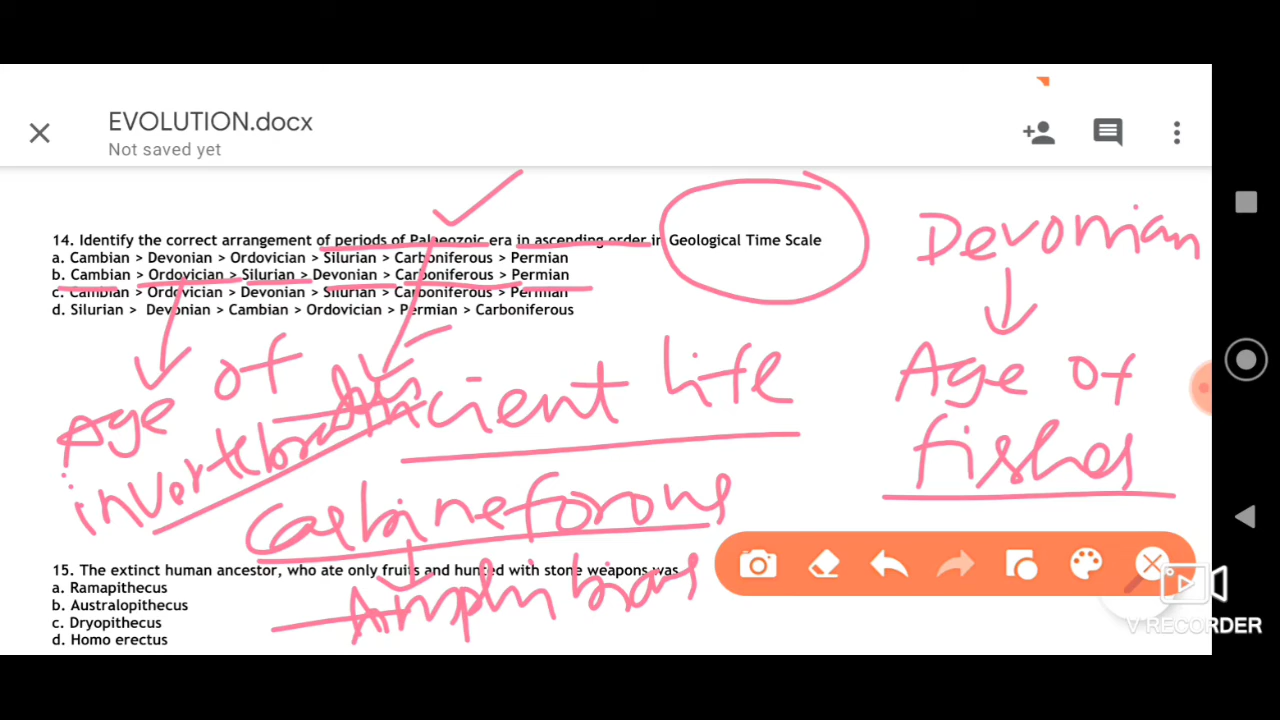 EVOLUTION.docx
Not saved yet
14. Identify the correct arrangement of periods of Palaeozoic era in ascending order in Geological Time Scale
a. Cambian > Devonian > Ordovician > Silurian > Carboniferous > Permian
b. Cambian > Ordovician > Silurian > Devonian > Carboniferous > Permian
c. Cambian > Ordovician > Devonian > Silurian > Carboniferous > Permian
d. Silurian > Devonian > Cambian > Ordovician > Permian > Carboniferous
Devonian
Age of
fishes
Age of
invertebrates
Ancient life
Carbineforous
Amphibians
15. The extinct human ancestor, who ate only fruits and hunted with stone weapons was
a. Ramapithecus
b. Australopithecus
c. Dryopithecus
d. Homo erectus
V RECORDER